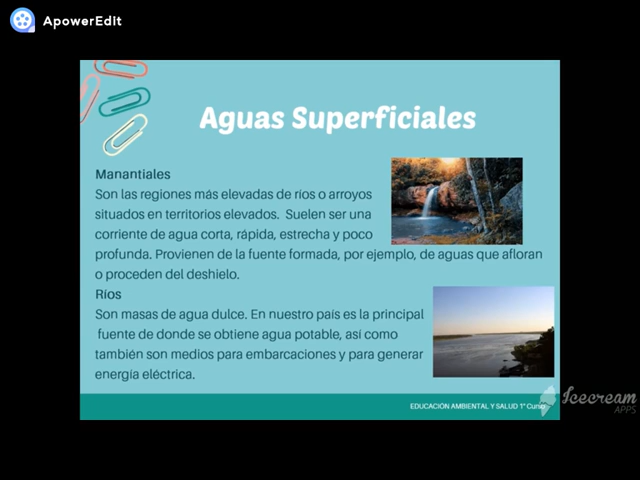 ApowerEdit
Aguas Superficiales
Manantiales
Son las regiones más elevadas de ríos o arroyos
situados en territorios elevados. Suelen ser una
corriente de agua corta, rápida, estrecha y poco
profunda. Provienen de la fuente formada, por ejemplo, de aguas que afloran
o proceden del deshielo.
Ríos
Son masas de agua dulce. En nuestro país es la principal
fuente de donde se obtiene agua potable, así como
también son medios para embarcaciones y para generar
energía eléctrica.
EDUCACIÓN AMBIENTAL Y SALUD 1° Curso
Icecream
APPS